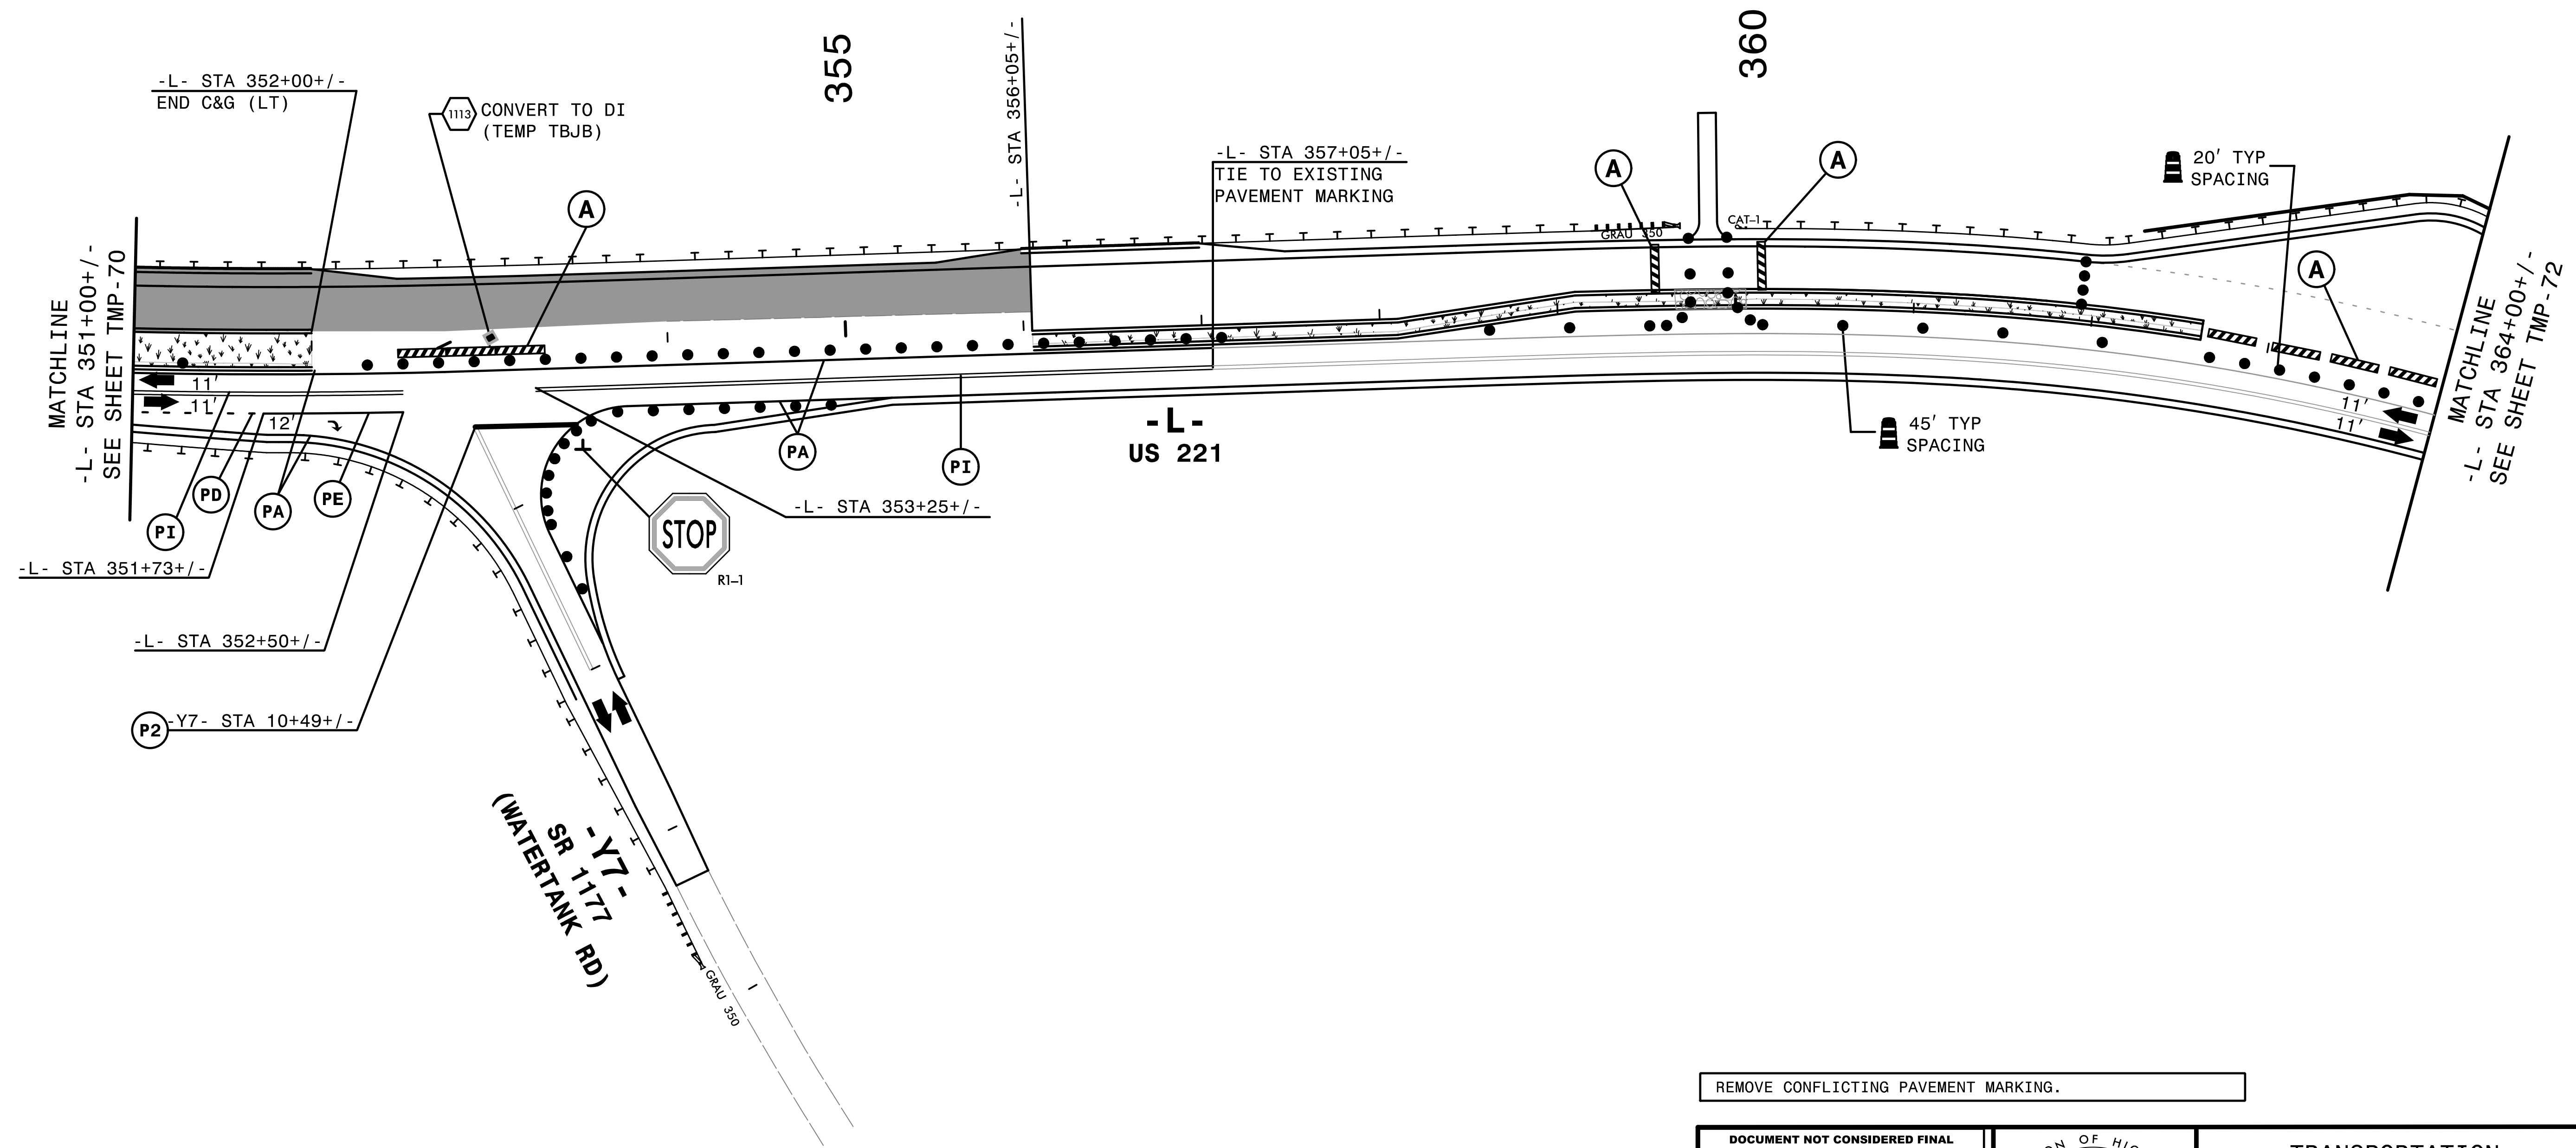 355
360
-L- STA 352+00+/-
END C&G (LT)
1113
CONVERT TO DI
(TEMP TBJB)
A
-L- STA 356+05+/-
-L- STA 357+05+/-
TIE TO EXISTING
PAVEMENT MARKING
A
A
CAT-1
GRAU 350
20' TYP
SPACING
A
MATCHLINE
-L- STA 351+00+/-
SEE SHEET TMP-70
MATCHLINE
-L- STA 364+00+/-
SEE SHEET TMP-72
11'
11'
12'
11'
11'
PI
PD
PA
PE
PA
PI
-L-
US 221
45' TYP
SPACING
-L- STA 353+25+/-
STOP
R1-1
-L- STA 351+73+/-
-L- STA 352+50+/-
P2
-Y7- STA 10+49+/-
-Y7-
SR 1177
(WATERTANK RD)
GRAU 350
REMOVE CONFLICTING PAVEMENT MARKING.
DOCUMENT NOT CONSIDERED FINAL
ON OF HIG
TRANSPORTATION